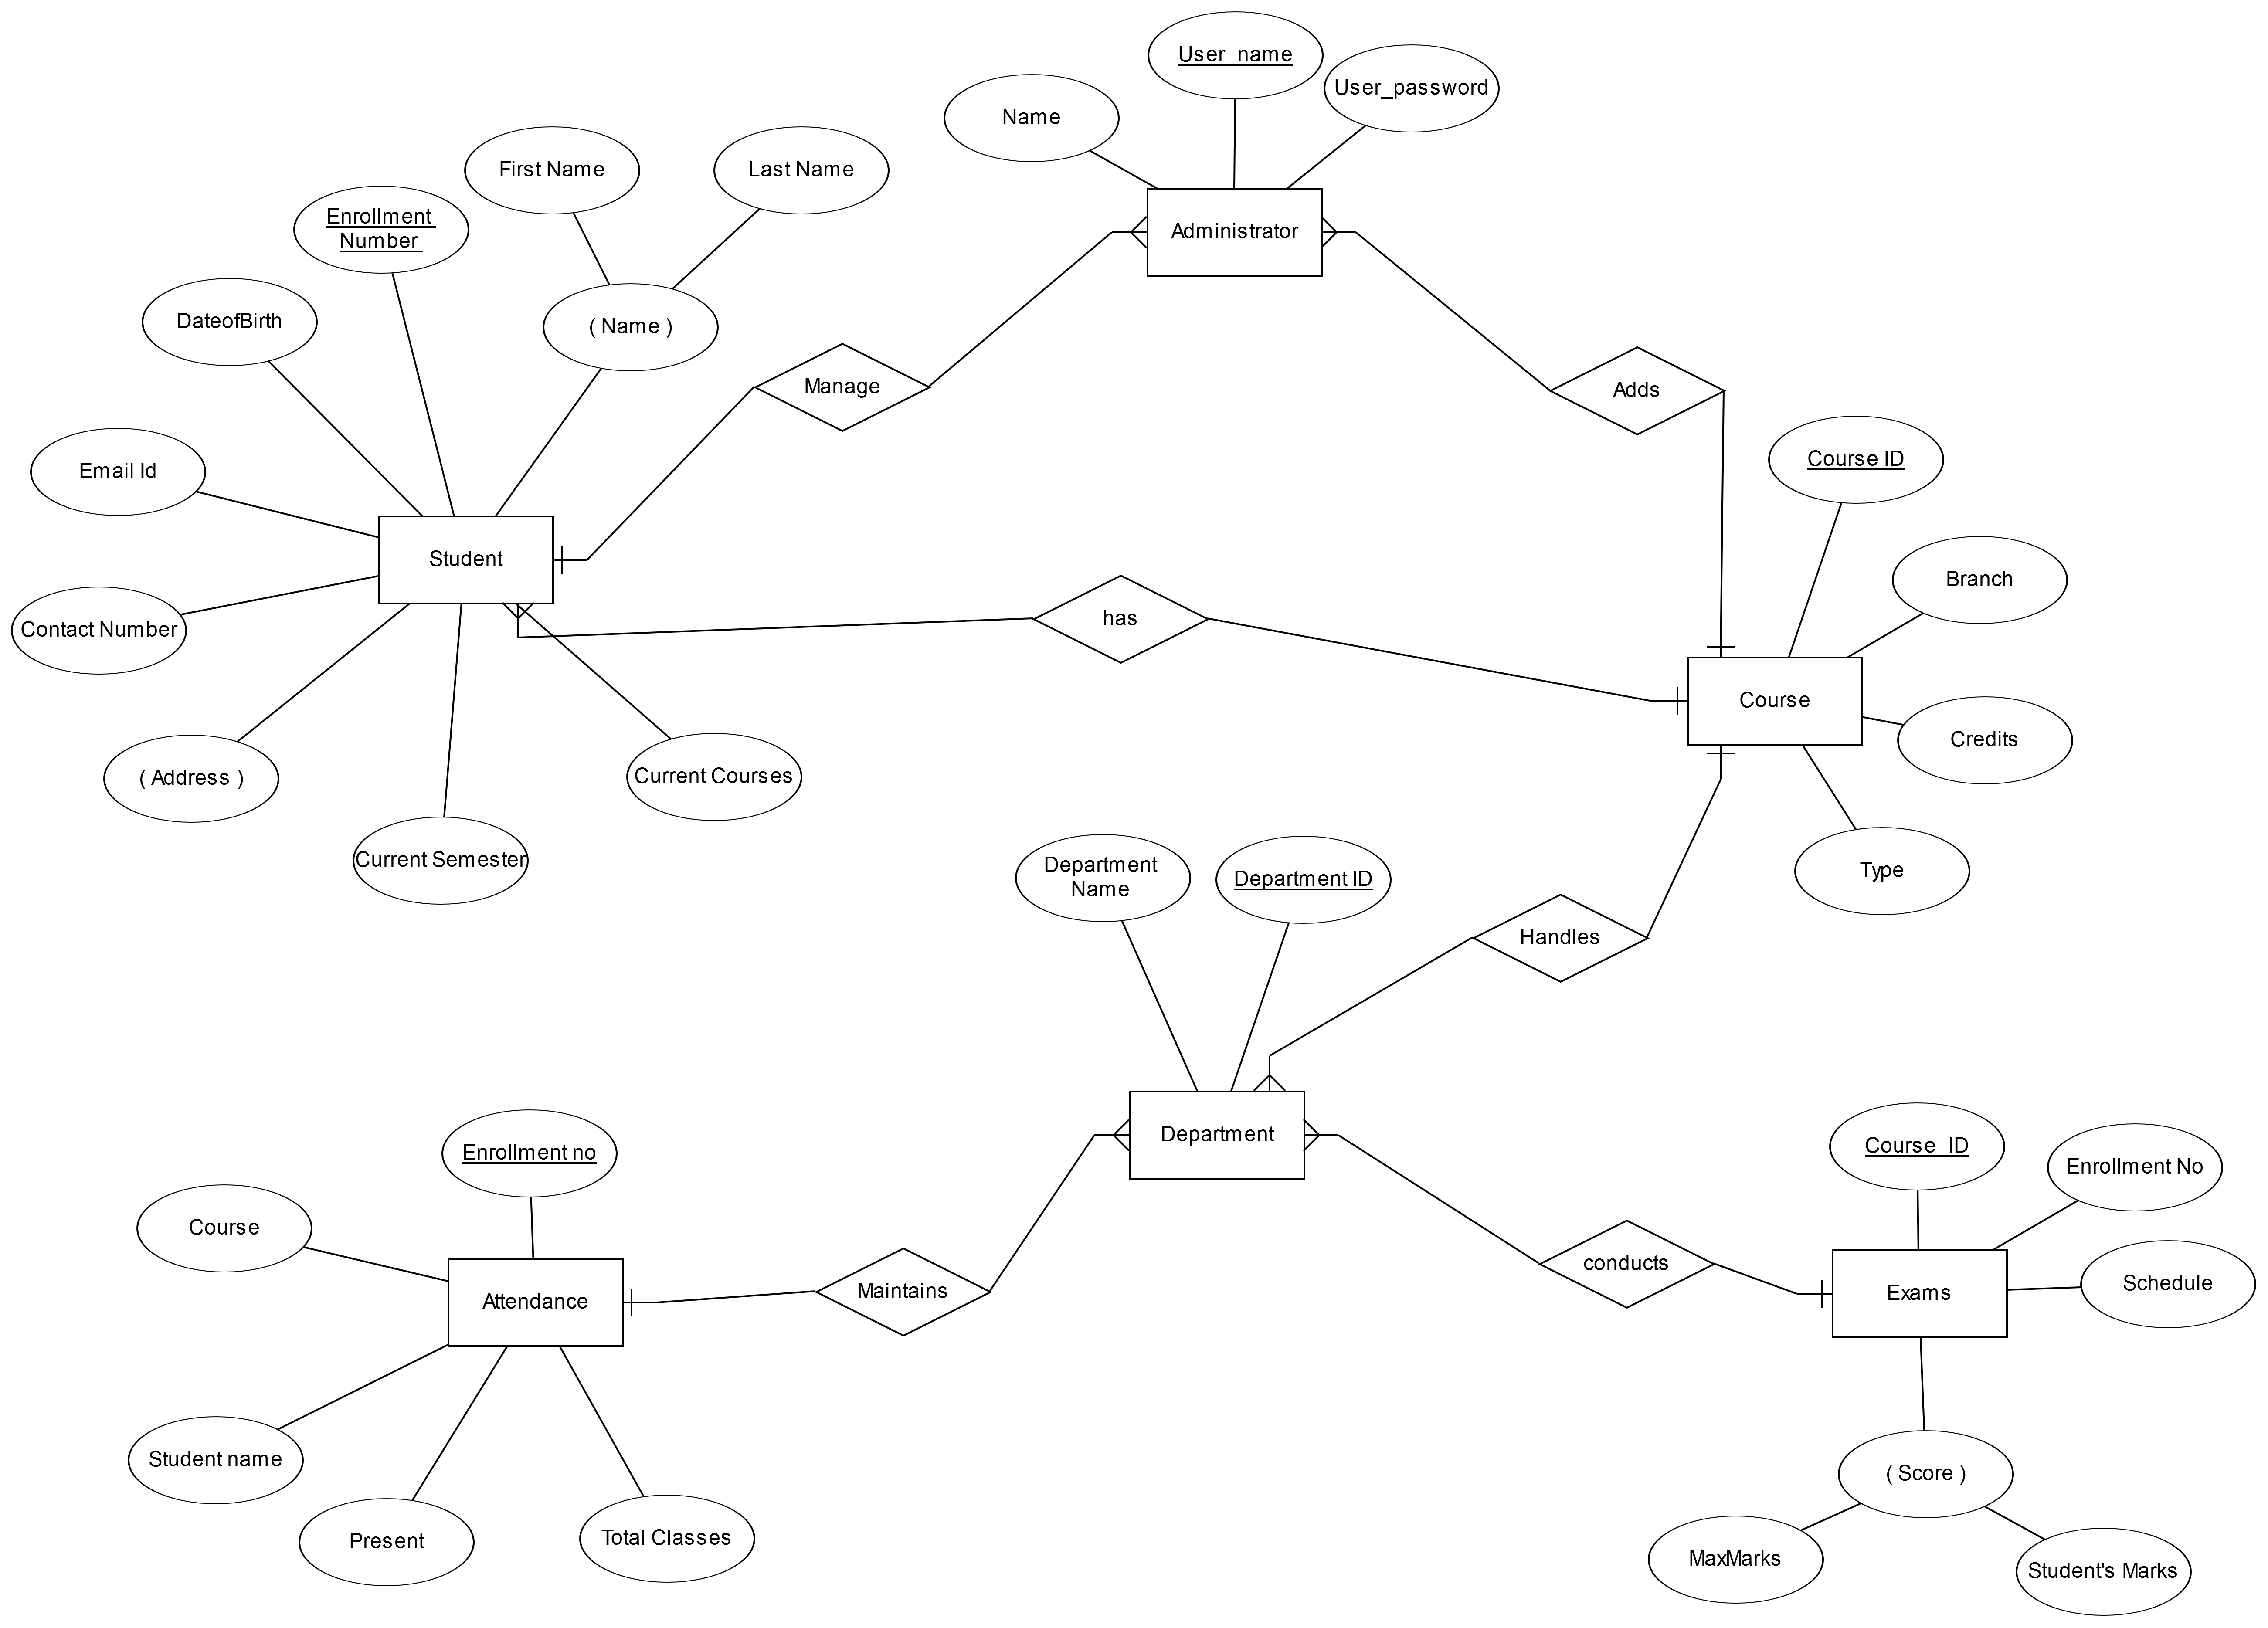 User_name
User_password
Name
First Name
Last Name
Enrollment
Number
Administrator
DateofBirth
( Name )
Manage
Adds
Email Id
Course ID
Student
Branch
has
Contact Number
Course
Credits
( Address )
Current Courses
Current Semester
Type
Department
Name
Department ID
Handles
Department
Enrollment no
Course_ID
Enrollment No
Course
conducts
Schedule
Maintains
Exams
Attendance
Student name
( Score )
Present
Total Classes
MaxMarks
Student's Marks